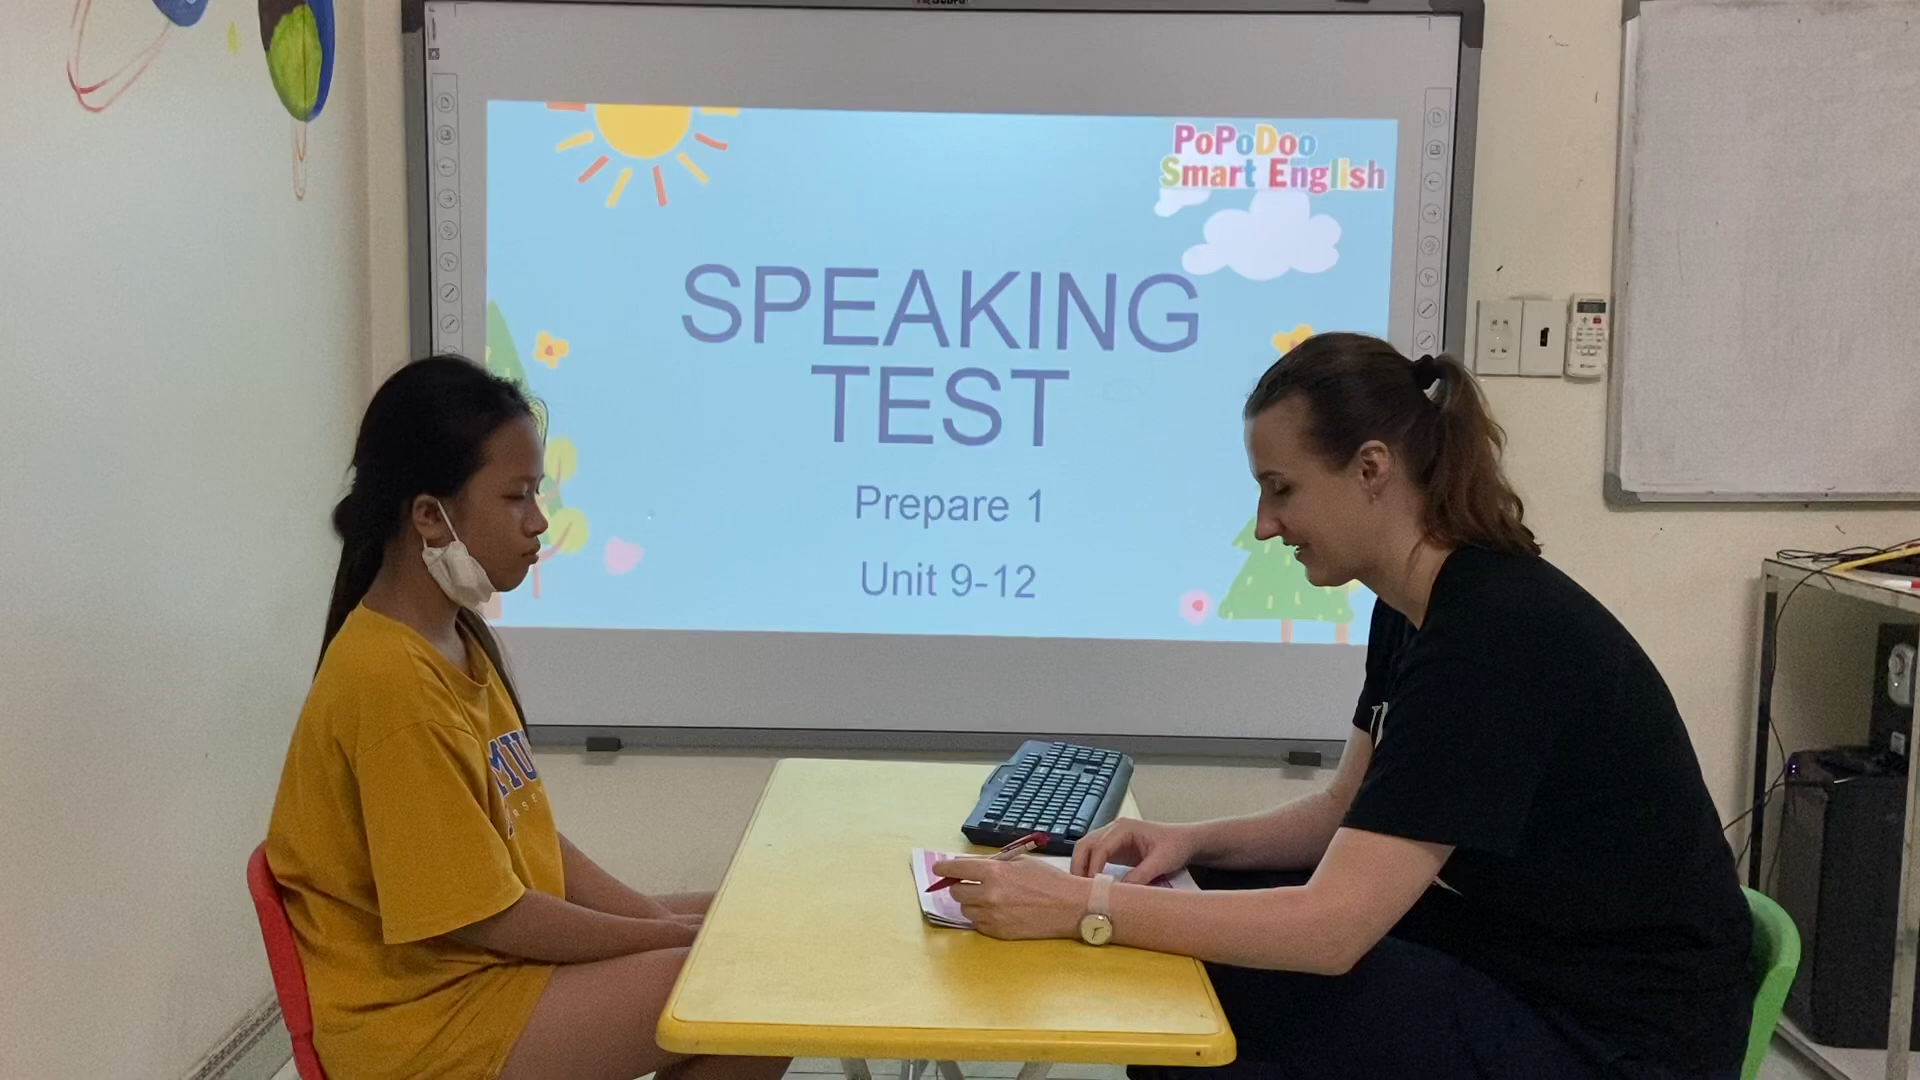 PoPoDoo
Smart English
SPEAKING
TEST
Prepare 1
Unit 9-12